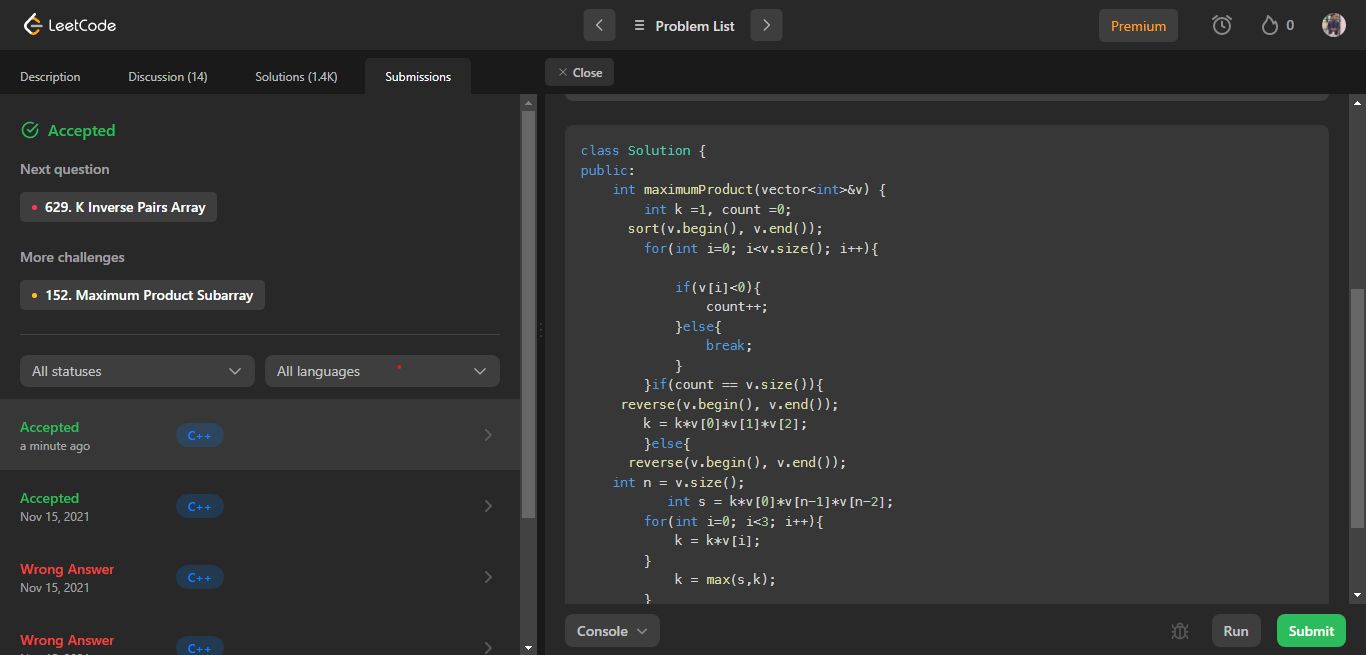 LeetCode
Problem List
Premium
0
Description
Discussion (14)
Solutions (1.4K)
Submissions
Close
Accepted
Next question
629. K Inverse Pairs Array
More challenges
152. Maximum Product Subarray
All statuses
All languages
Accepted
a minute ago
C++
Accepted
Nov 15, 2021
C++
Wrong Answer
Nov 15, 2021
C++
Wrong Answer
C++
class Solution {
public:
    int maximumProduct(vector<int>&v) {
        int k =1, count =0;
      sort(v.begin(), v.end());
        for(int i=0; i<v.size(); i++){
            if(v[i]<0){
                count++;
            }else{
                break;
            }
        }if(count == v.size()){
     reverse(v.begin(), v.end());
        k = k*v[0]*v[1]*v[2];
        }else{
      reverse(v.begin(), v.end());
    int n = v.size();
           int s = k*v[0]*v[n-1]*v[n-2];
        for(int i=0; i<3; i++){
            k = k*v[i];
        }
            k = max(s,k);
        }
Console
Run
Submit